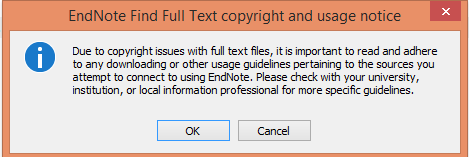 EndNote Find Full Text copyright and usage notice
Due to copyright issues with full text files, it is important to read and adhere
to any downloading or other usage guidelines pertaining to the sources you
attempt to connect to using EndNote. Please check with your university,
institution, or local information professional for more specific guidelines.
OK Cancel